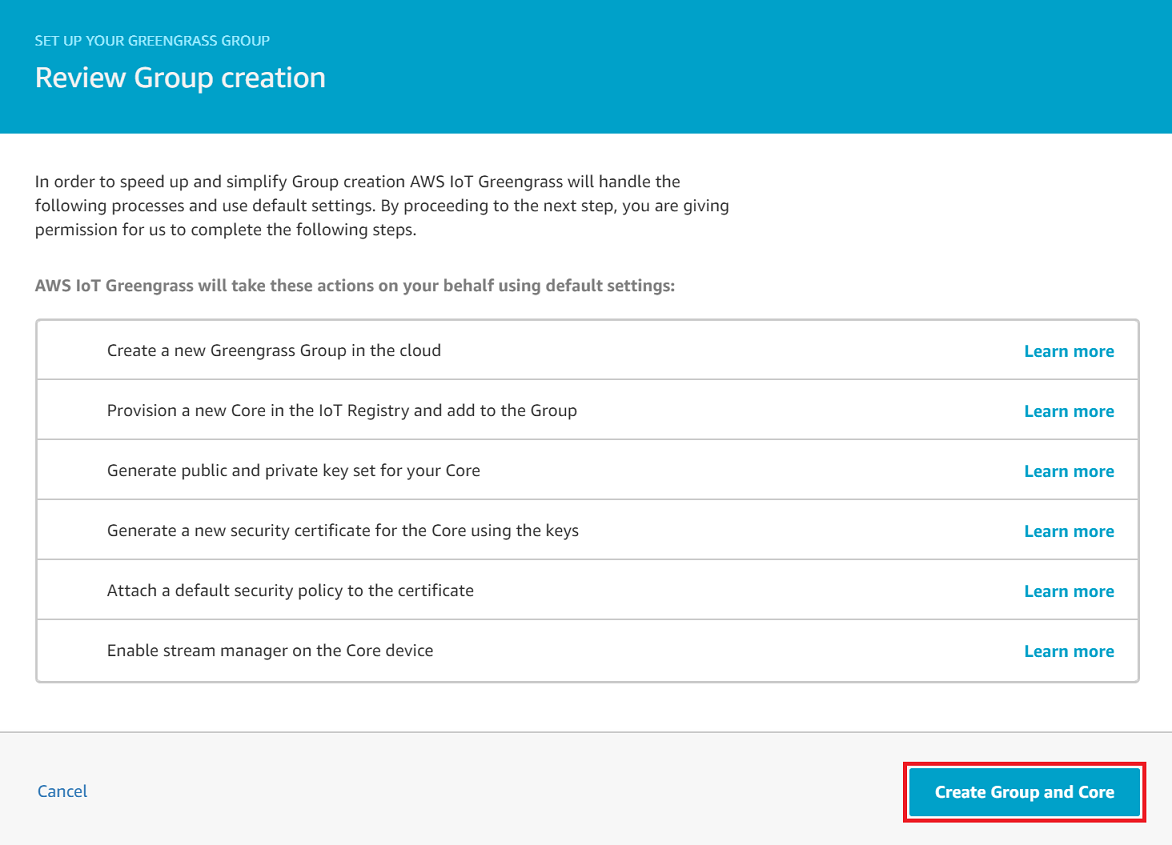 SET UP YOUR GREENGRASS GROUP
Review Group creation
In order to speed up and simplify Group creation AWS IoT Greengrass will handle the
following processes and use default settings. By proceeding to the next step, you are giving
permission for us to complete the following steps.
AWS IoT Greengrass will take these actions on your behalf using default settings:
Create a new Greengrass Group in the cloud Learn more
Provision a new Core in the IoT Registry and add to the Group Learn more
Generate public and private key set for your Core Learn more
Generate a new security certificate for the Core using the keys Learn more
Attach a default security policy to the certificate Learn more
Enable stream manager on the Core device Learn more
Cancel Create Group and Core